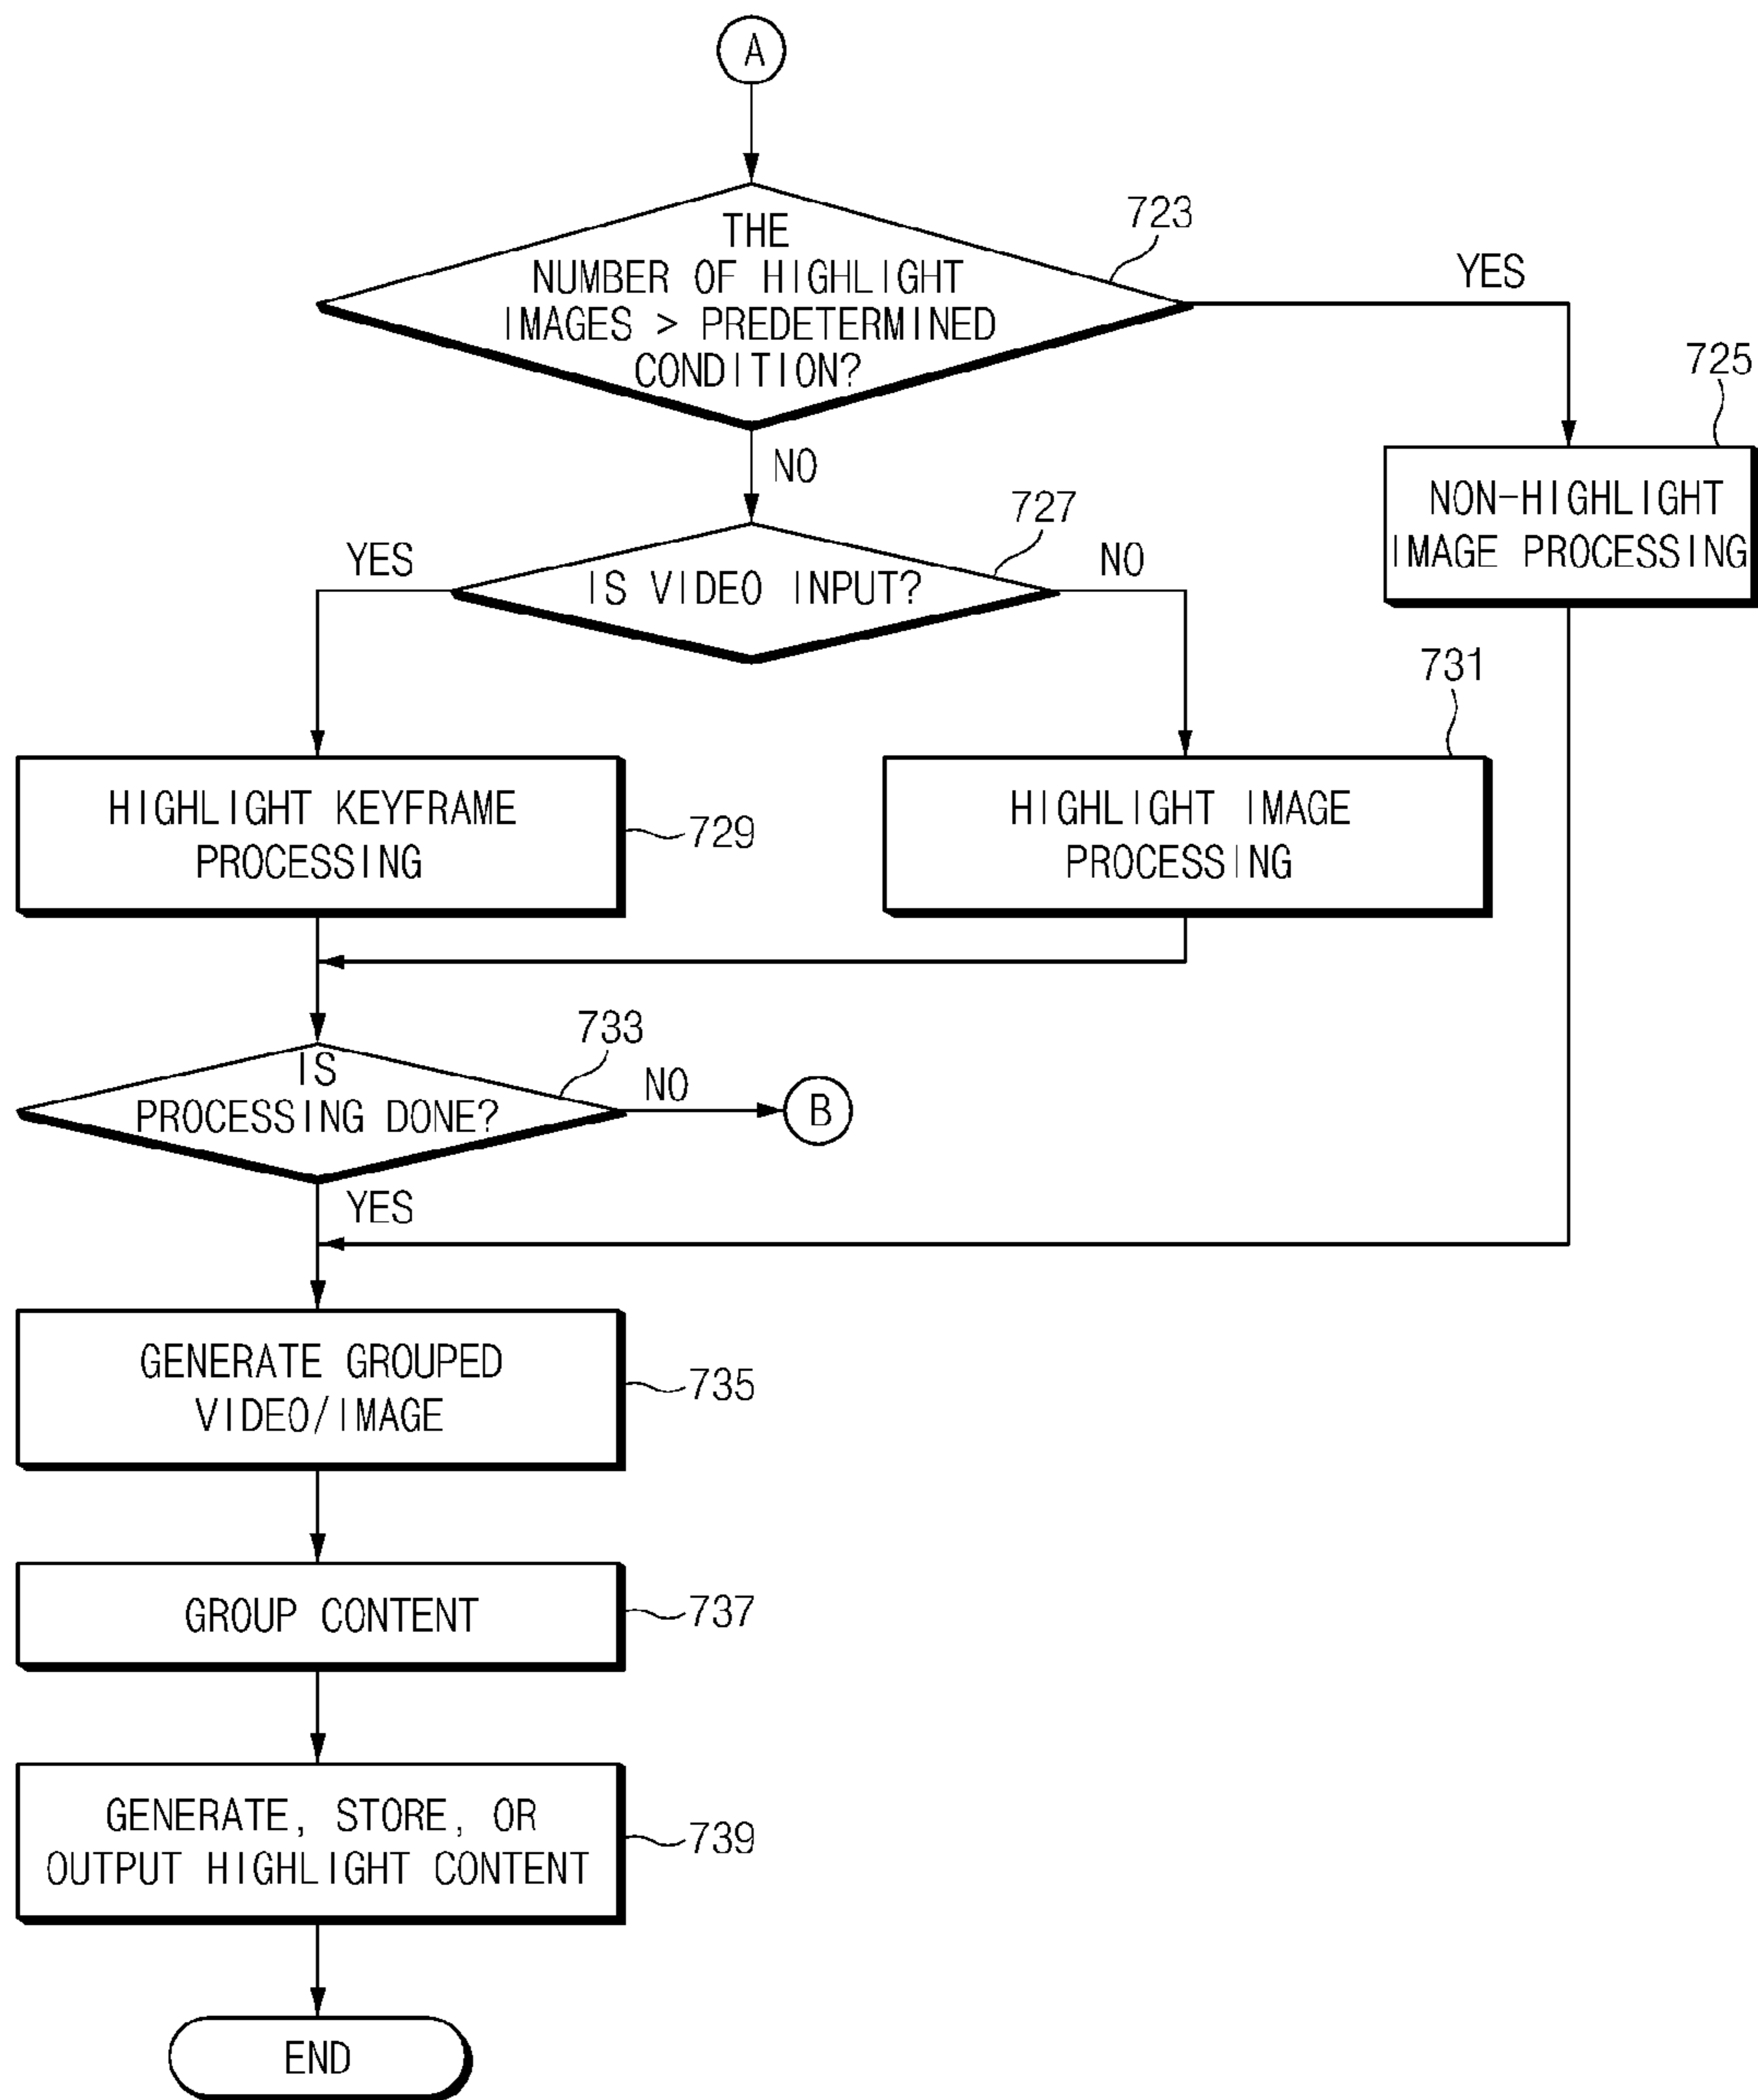 A
THE
NUMBER OF HIGHLIGHT
IMAGES > PREDETERMINED
CONDITION?
723
YES
725
NON-HIGHLIGHT
IMAGE PROCESSING
NO
727
YES
IS VIDEO INPUT?
NO
731
HIGHLIGHT KEYFRAME
PROCESSING
729
HIGHLIGHT IMAGE
PROCESSING
733
IS
PROCESSING DONE?
NO
B
YES
GENERATE GROUPED
VIDEO/IMAGE
735
GROUP CONTENT
737
GENERATE, STORE, OR
OUTPUT HIGHLIGHT CONTENT
739
END